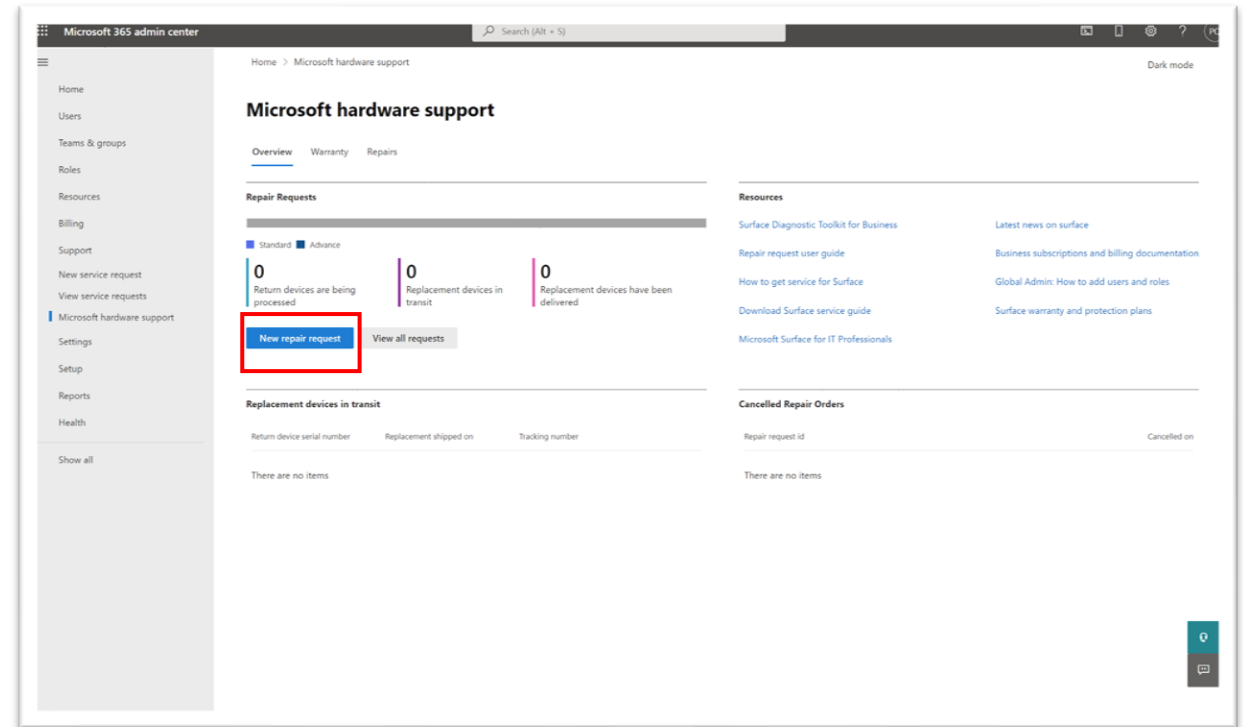 Microsoft 365 admin center
Search (Alt + S)
Home > Microsoft hardware support
Dark mode
Home
Users
Teams & groups
Roles
Resources
Billing
Support
New service request
View service requests
Microsoft hardware support
Settings
Setup
Reports
Health
Show all
Microsoft hardware support
Overview Warranty Repairs
Repair Requests
Standard Advance
0
Return devices are being
processed
0
Replacement devices in
transit
0
Replacement devices have been
delivered
New repair request
View all requests
Resources
Surface Diagnostic Toolkit for Business
Repair request user guide
How to get service for Surface
Download Surface service guide
Microsoft Surface for IT Professionals
Latest news on surface
Business subscriptions and billing documentation
Global Admin: How to add users and roles
Surface warranty and protection plans
Replacement devices in transit
Return device serial number Replacement shipped on Tracking number
There are no items
Cancelled Repair Orders
Repair request id Cancelled on
There are no items